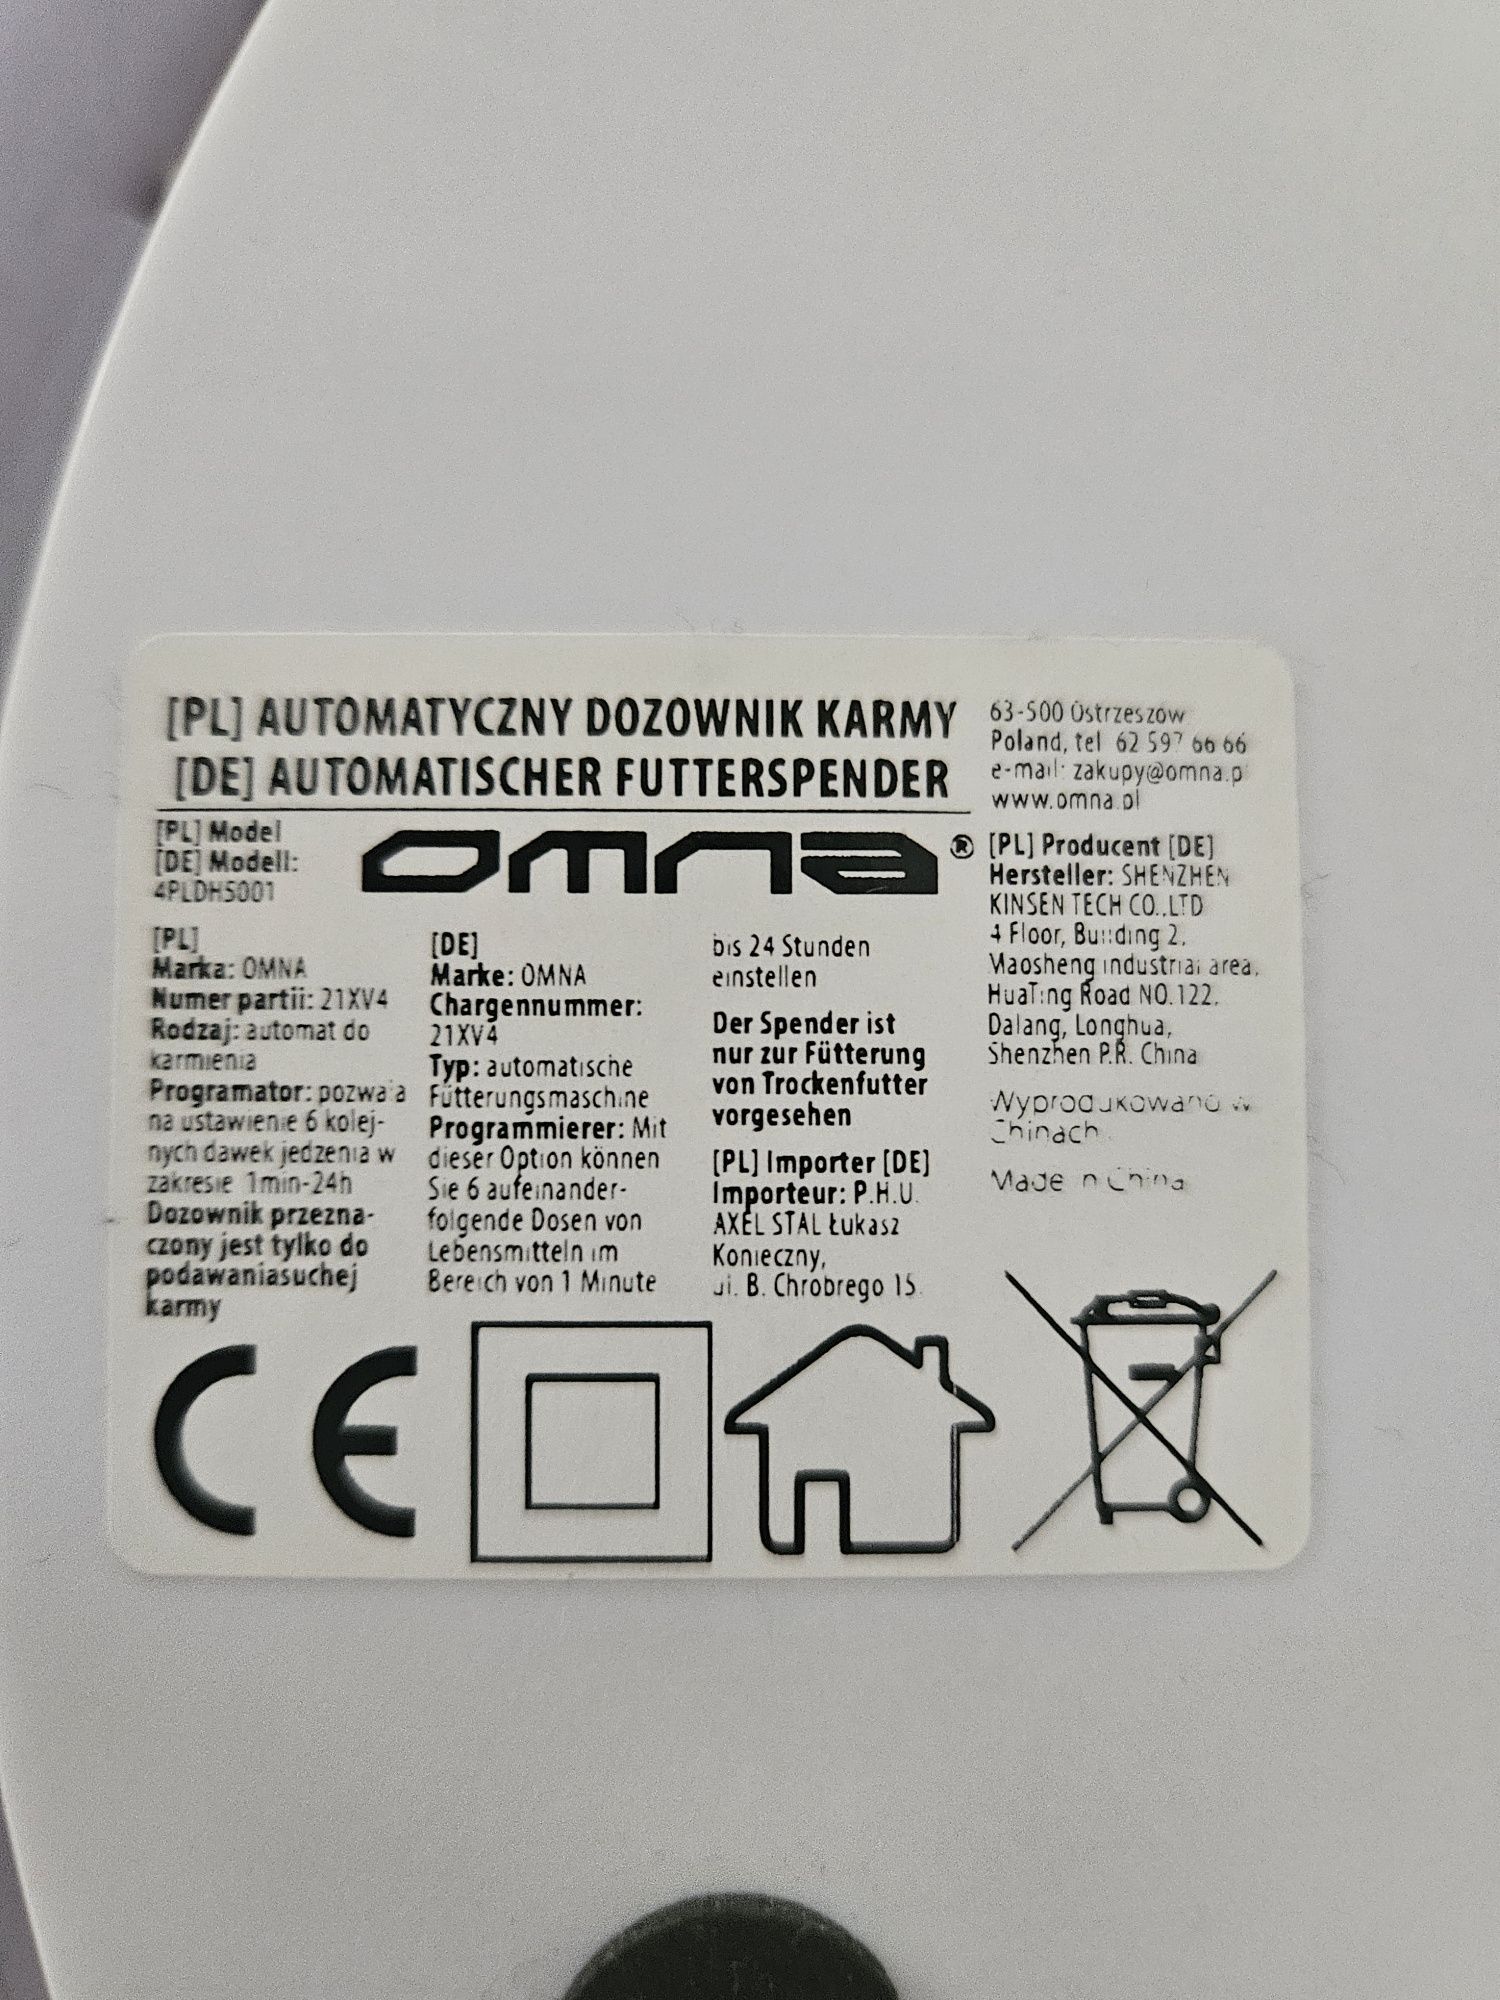 [PL] AUTOMATYCZNY DOZOWNIK KARMY
[DE] AUTOMATISCHER FUTTERSPENDER
[PL] Model
[DE] Modell:
4PLDH5001
omna®
[PL]
Marka: OMNA
Numer partii: 21XV4
Rodzaj: automat do
karmienia
Programator: pozwala
na ustawienie 6 kolej-
nych dawek jedzenia w
zakresie 1min-24h
Dozownik przezna-
czony jest tylko do
podawaniasuchej
karmy
[DE]
Marke: OMNA
Chargennummer:
21XV4
Typ: automatische
Fütterungsmaschine
Programmierer: Mit
dieser Option können
Sie 6 aufeinander-
folgende Dosen von
Lebensmitteln im
Bereich von 1 Minute
bis 24 Stunden
einstellen
Der Spender ist
nur zur Fütterung
von Trockenfutter
vorgesehen
[PL] Importer [DE]
Importeur: P.H.U.
AXEL STAL Łukasz
Konieczny,
ul. B. Chrobrego 15
63-500 Ostrzeszów
Poland, tel 62 597 66 66
e-mail: zakupy@omna.pl
www.omna.pl
[PL] Producent [DE]
Hersteller: SHENZHEN
KINSEN TECH CO.,LTD
4 Floor, Building 2,
Maosheng industrial area,
HuaTing Road NO.122,
Dalang, Longhua,
Shenzhen P.R. China
Wyprodukowano w
Chinach
Made in China
CE